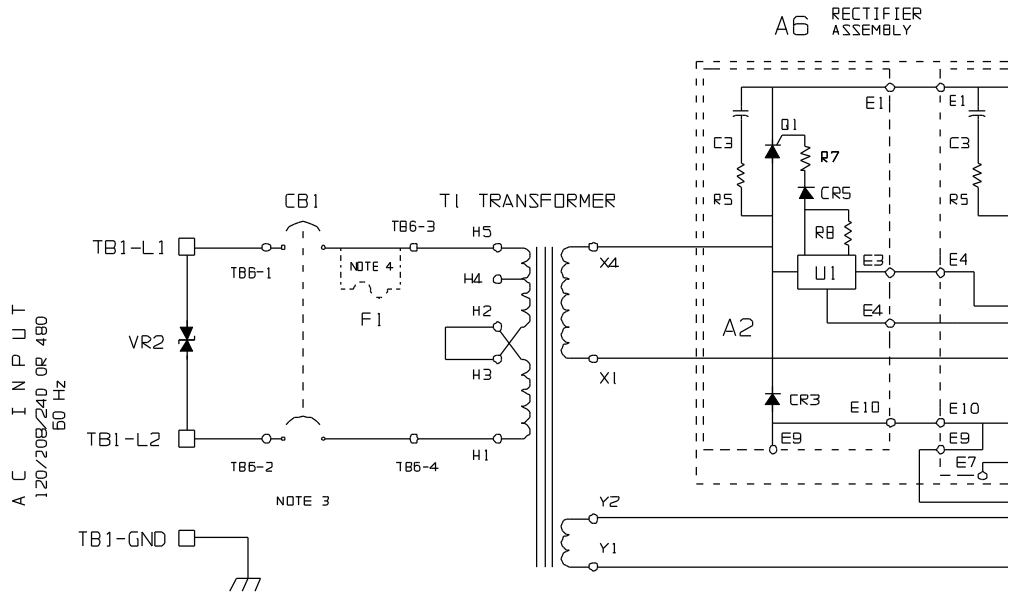 A6 RECTIFIER
ASSEMBLY
E1
E1
Q1
C3
C3
R7
CR5
R5
R5
CB1
T1 TRANSFORMER
TB6-3
H5
R8
TB1-L1
TB6-1
NOTE 4
H4
X4
U1
E3
E4
F1
H2
E4
A2
VR2
H3
X1
CR3
E10
E10
TB1-L2
H1
E9
E9
TB6-2
TB6-4
E7
NOTE 3
Y2
TB1-GND
Y1
AC INPUT
120/208/240 OR 480
60 Hz